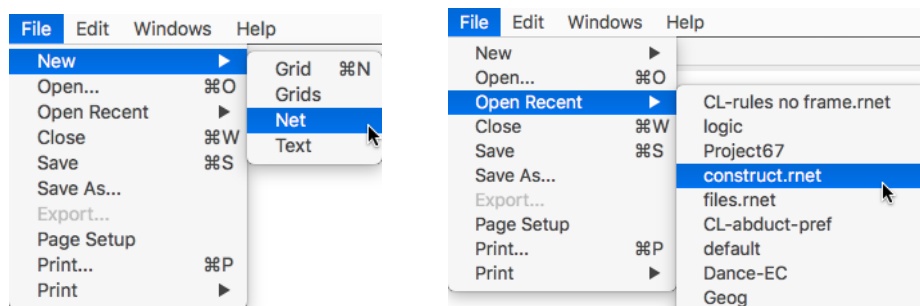 File Edit Windows Help
New ▶
Open... ⌘O
Open Recent ▶
Close ⌘W
Save ⌘S
Save As...
Export...
Page Setup
Print... ⌘P
Print ▶
Grid ⌘N
Grids
Net
Text
File Edit Windows Help
New ▶
Open... ⌘O
Open Recent ▶
Close ⌘W
Save ⌘S
Save As...
Export...
Page Setup
Print... ⌘P
Print ▶
CL-rules no frame.rnet
logic
Project67
construct.rnet
files.rnet
CL-abduct-pref
default
Dance-EC
Geog